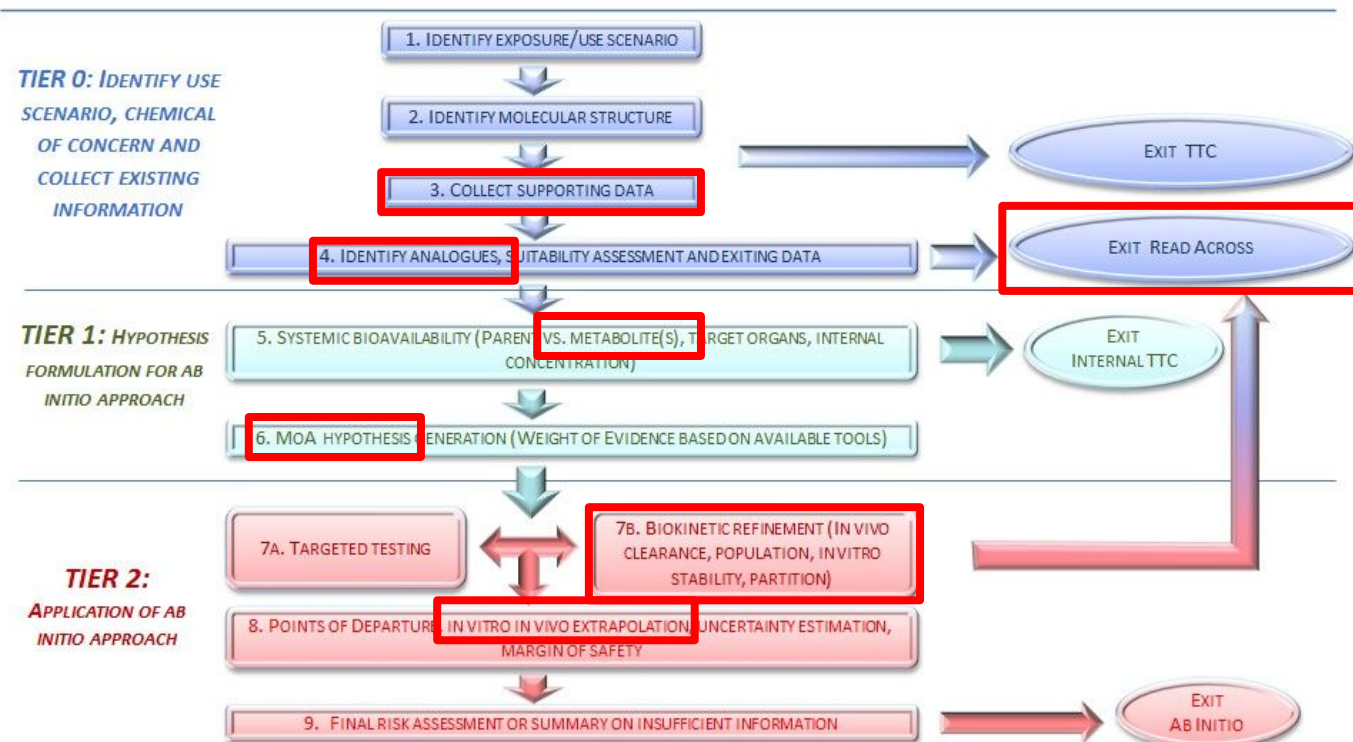 1. IDENTIFY EXPOSURE/USE SCENARIO
TIER 0: IDENTIFY USE
SCENARIO, CHEMICAL
OF CONCERN AND
COLLECT EXISTING
INFORMATION
2. IDENTIFY MOLECULAR STRUCTURE
EXIT TTC
3. COLLECT SUPPORTING DATA
4. IDENTIFY ANALOGUES, SUITABILITY ASSESSMENT AND EXITING DATA
EXIT READ ACROSS
TIER 1: HYPOTHESIS
FORMULATION FOR AB
INITIO APPROACH
5. SYSTEMIC BIOAVAILABILITY (PARENT VS. METABOLITE(S), TARGET ORGANS, INTERNAL
CONCENTRATION)
EXIT
INTERNAL TTC
6. MOA HYPOTHESIS GENERATION (WEIGHT OF EVIDENCE BASED ON AVAILABLE TOOLS)
TIER 2:
APPLICATION OF AB
INITIO APPROACH
7A. TARGETED TESTING
7B. BIOKINETIC REFINEMENT (IN VIVO
CLEARANCE, POPULATION, IN VITRO
STABILITY, PARTITION)
8. POINTS OF DEPARTURE, IN VITRO IN VIVO EXTRAPOLATION, UNCERTAINTY ESTIMATION,
MARGIN OF SAFETY
9. FINAL RISK ASSESSMENT OR SUMMARY ON INSUFFICIENT INFORMATION
EXIT
AB INITIO